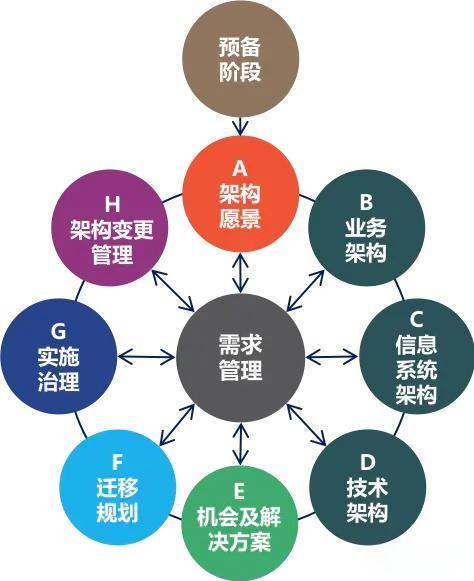 预备
阶段
A
架构
愿景
B
业务
架构
C
信息
系统
架构
D
技术
架构
E
机会及解
决方案
F
迁移
规划
G
实施
治理
H
架构变更
管理
需求
管理